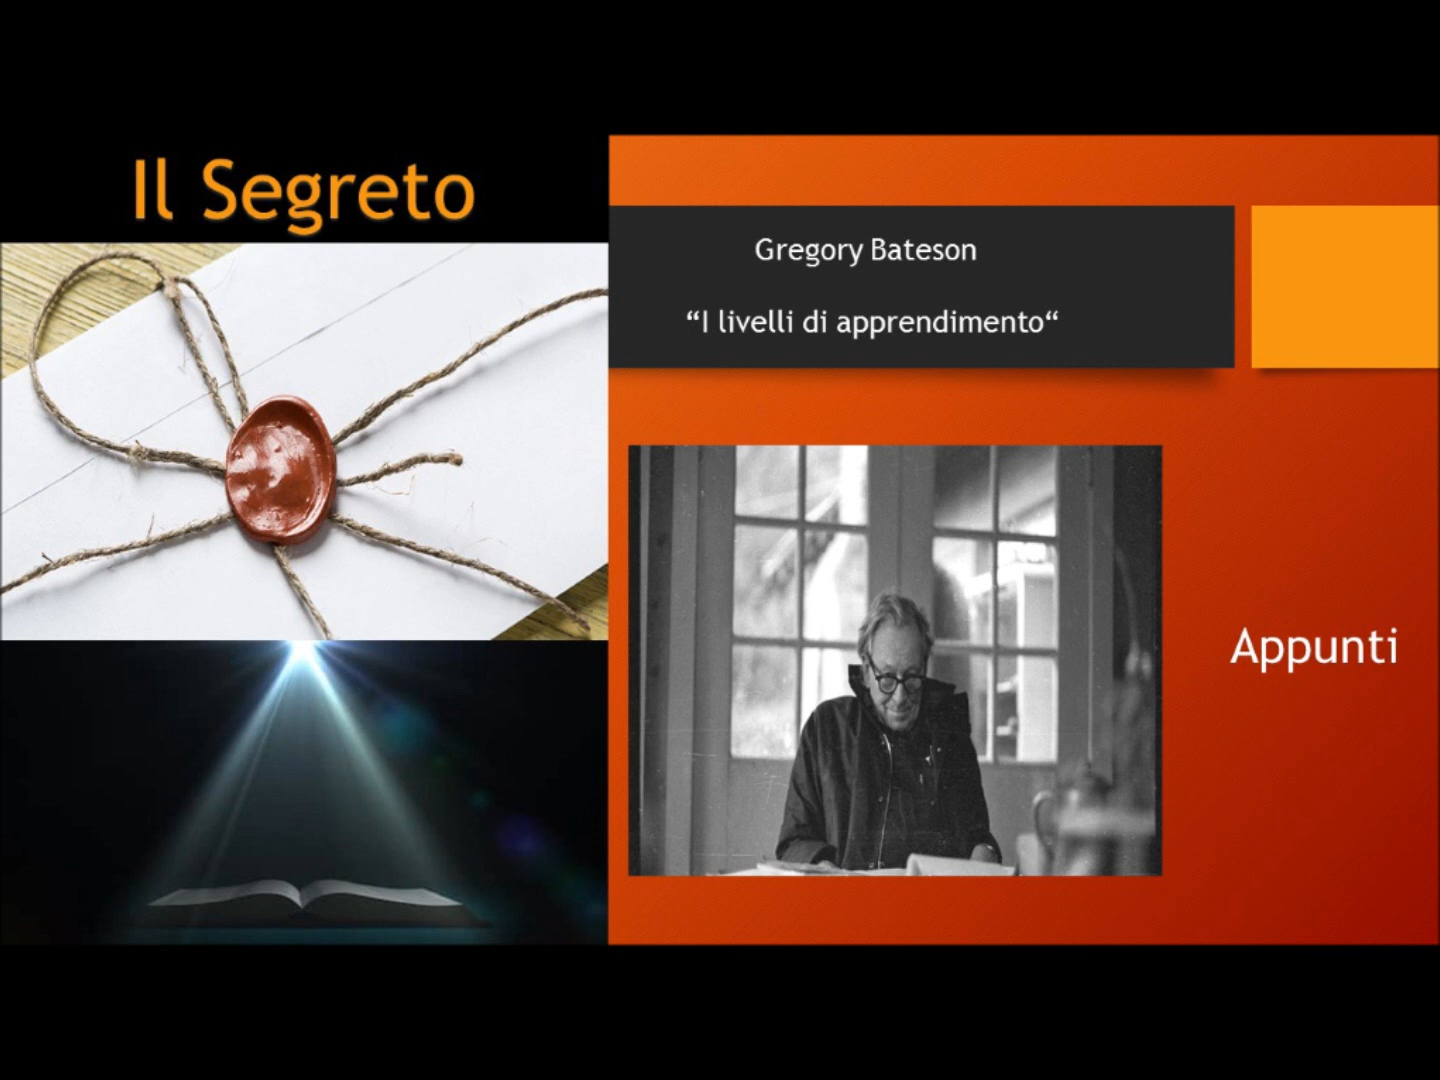 Il Segreto
Gregory Bateson
“I livelli di apprendimento“
Appunti